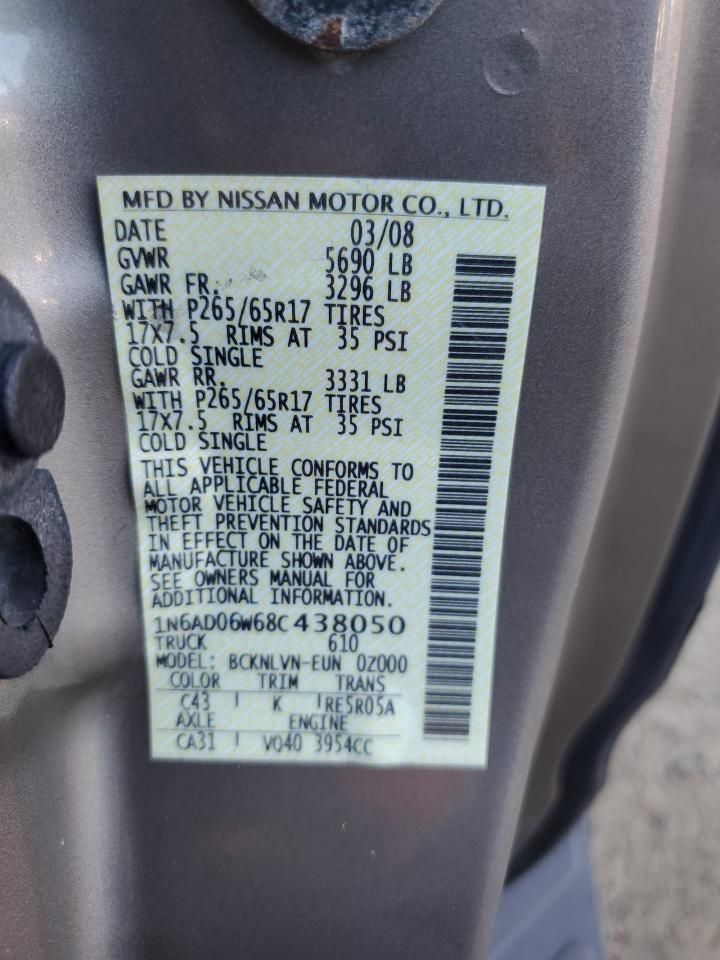 MFD BY NISSAN MOTOR CO., LTD.
DATE 03/08
GVWR 5690 LB
GAWR FR. 3296 LB
WITH P265/65R17 TIRES
17X7.5 RIMS AT 35 PSI
COLD SINGLE
GAWR RR. 3331 LB
WITH P265/65R17 TIRES
17X7.5 RIMS AT 35 PSI
COLD SINGLE
THIS VEHICLE CONFORMS TO
ALL APPLICABLE FEDERAL
MOTOR VEHICLE SAFETY AND
THEFT PREVENTION STANDARDS
IN EFFECT ON THE DATE OF
MANUFACTURE SHOWN ABOVE.
SEE OWNERS MANUAL FOR
ADDITIONAL INFORMATION.
1N6AD06W68C438050
TRUCK 610
MODEL: BCKNLVN-EUN 0Z000
COLOR TRIM TRANS
C43 K RE5R05A
AXLE ENGINE
CA31 VQ40 3954CC